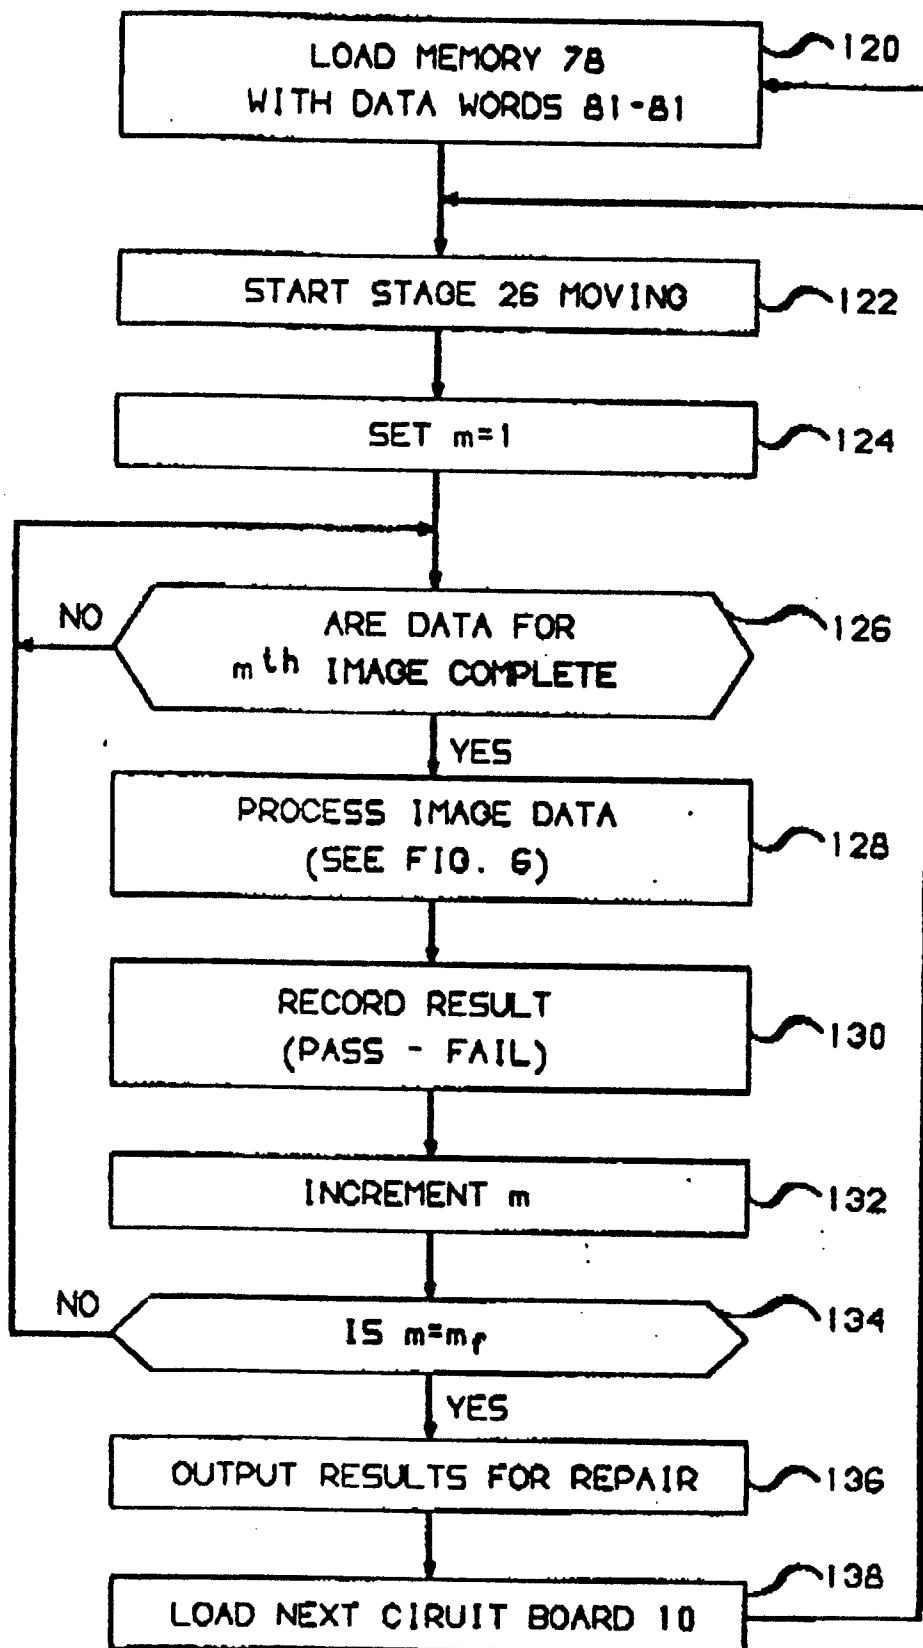 LOAD MEMORY 78
WITH DATA WORDS 81-81
120
START STAGE 26 MOVING
122
SET m=1
124
NO
ARE DATA FOR
mth IMAGE COMPLETE
126
YES
PROCESS IMAGE DATA
(SEE FIG. 6)
128
RECORD RESULT
(PASS - FAIL)
130
INCREMENT m
132
NO
IS m=mf
134
YES
OUTPUT RESULTS FOR REPAIR
136
LOAD NEXT CIRUIT BOARD 10
138